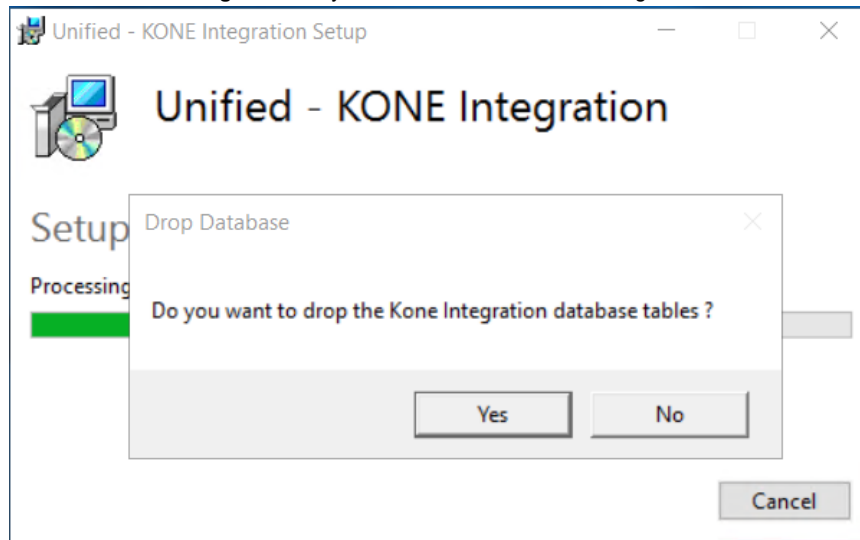 Unified - KONE Integration Setup
Unified - KONE Integration
Setup
Drop Database
Processing
Do you want to drop the Kone Integration database tables ?
Yes No
Cancel